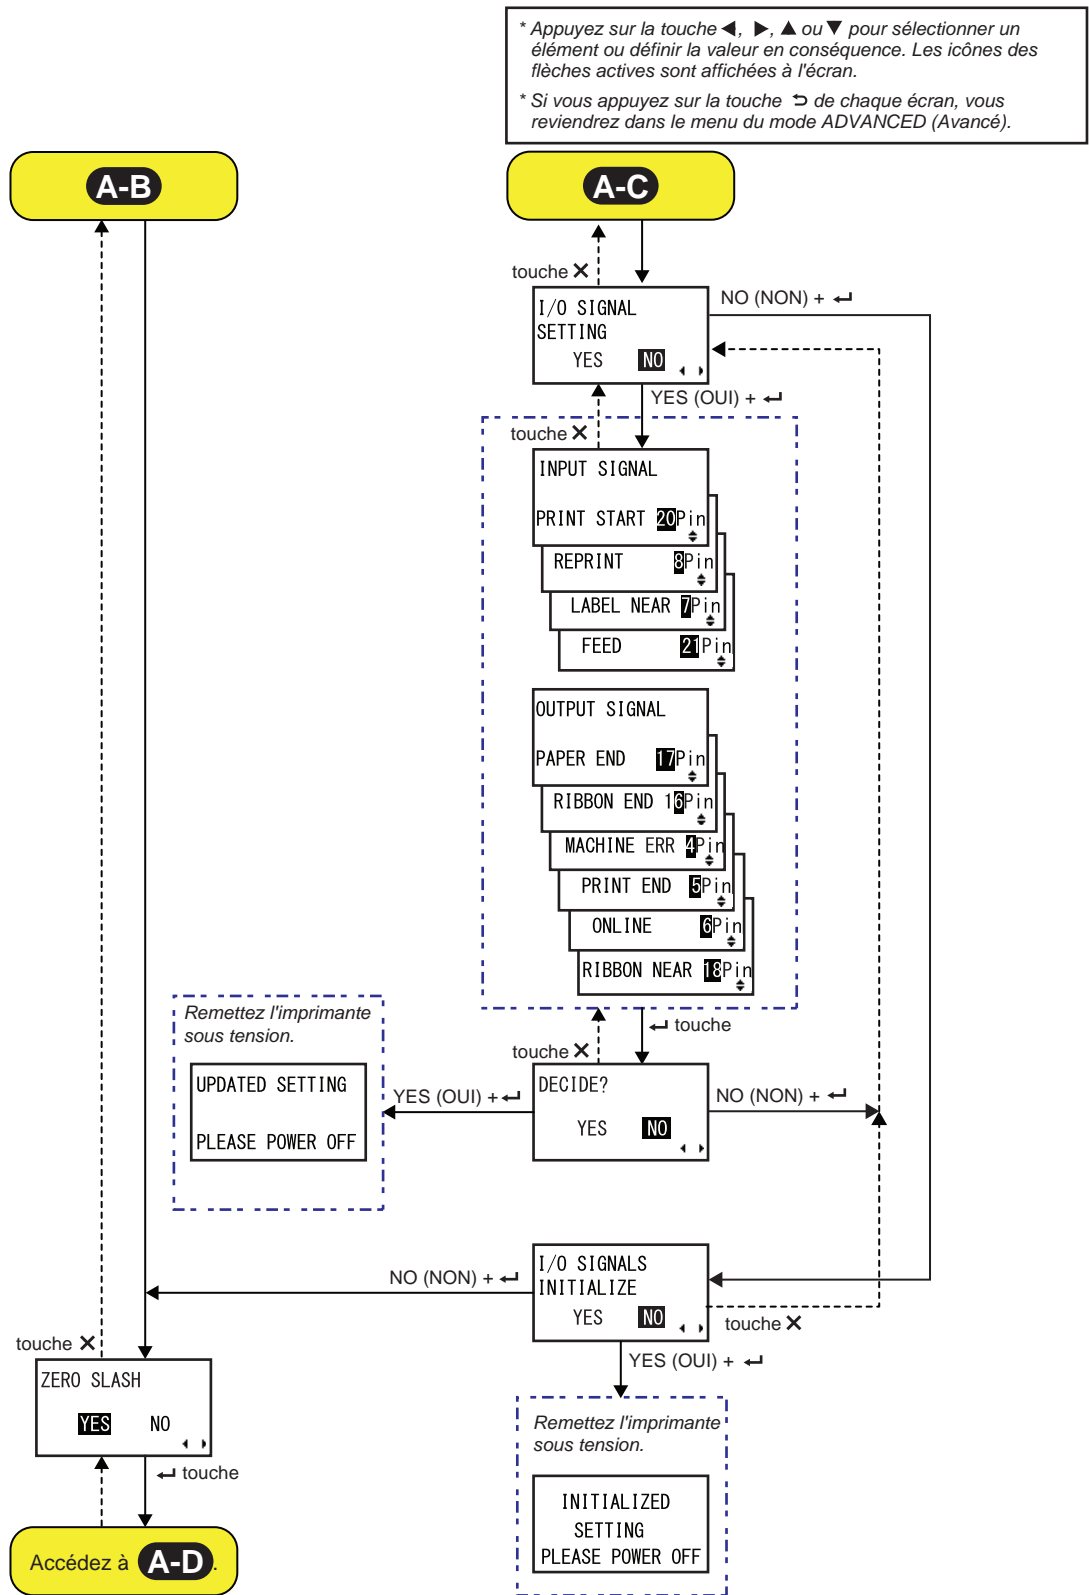 * Appuyez sur la touche ◀, ▶, ▲ ou ▼ pour sélectionner un
élément ou définir la valeur en conséquence. Les icônes des
flèches actives sont affichées à l'écran.
* Si vous appuyez sur la touche ⮌ de chaque écran, vous
reviendrez dans le menu du mode ADVANCED (Avancé).
A-B
A-C
touche ✕
I/O SIGNAL
SETTING
YES NO
NO (NON) + ↵
YES (OUI) + ↵
touche ✕
INPUT SIGNAL
PRINT START 20Pin
REPRINT 8Pin
LABEL NEAR 7Pin
FEED 21Pin
OUTPUT SIGNAL
PAPER END 17Pin
RIBBON END 16Pin
MACHINE ERR 4Pin
PRINT END 5Pin
ONLINE 6Pin
RIBBON NEAR 18Pin
↵ touche
touche ✕
DECIDE?
YES NO
NO (NON) + ↵
YES (OUI) + ↵
Remettez l'imprimante
sous tension.
UPDATED SETTING
PLEASE POWER OFF
I/O SIGNALS
INITIALIZE
YES NO
NO (NON) + ↵
touche ✕
YES (OUI) + ↵
Remettez l'imprimante
sous tension.
INITIALIZED
SETTING
PLEASE POWER OFF
touche ✕
ZERO SLASH
YES NO
↵ touche
Accédez à A-D.